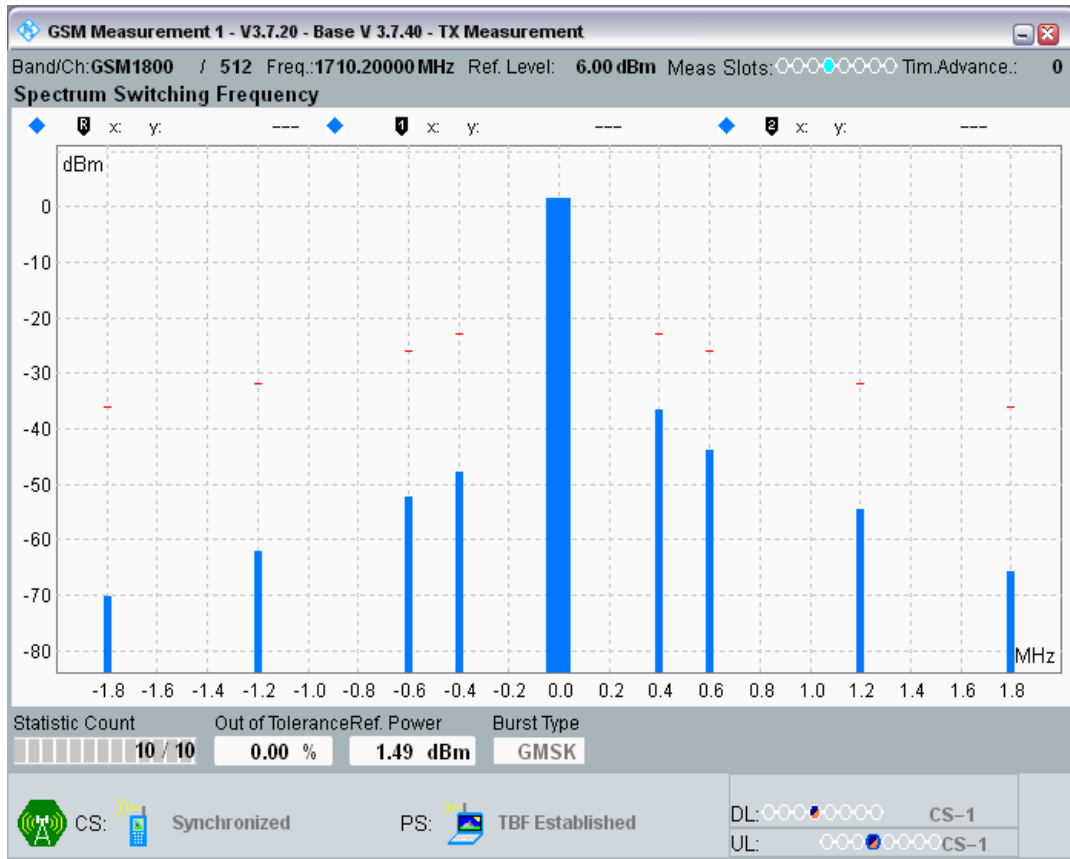 GSM Measurement 1 - V3.7.20 - Base V 3.7.40 - TX Measurement
Band/Ch:GSM1800 / 512 Freq.:1710.20000 MHz Ref. Level: 6.00 dBm Meas Slots: Tim.Advance.: 0
Spectrum Switching Frequency
R x: y: --- 1 x: y: --- 2 x: y: ---
dBm
0
-10
-20
-30
-40
-50
-60
-70
-80
MHz
-1.8 -1.6 -1.4 -1.2 -1.0 -0.8 -0.6 -0.4 -0.2 0.0 0.2 0.4 0.6 0.8 1.0 1.2 1.4 1.6 1.8
Statistic Count Out of Tolerance Ref. Power Burst Type
10 / 10 0.00 % 1.49 dBm GMSK
CS: Synchronized PS: TBF Established DL: CS-1
UL: CS-1